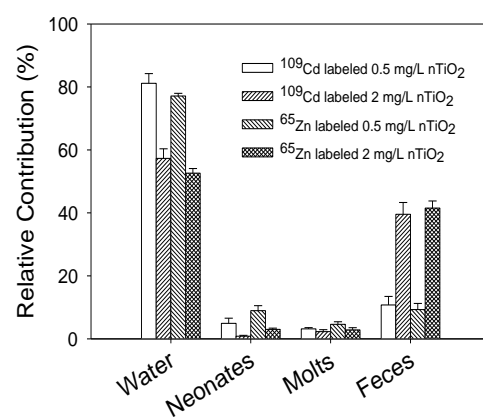 Relative Contribution (%)
100
80
60
40
20
0
¹⁰⁹Cd labeled 0.5 mg/L nTiO₂
¹⁰⁹Cd labeled 2 mg/L nTiO₂
⁶⁵Zn labeled 0.5 mg/L nTiO₂
⁶⁵Zn labeled 2 mg/L nTiO₂
Water
Neonates
Molts
Feces